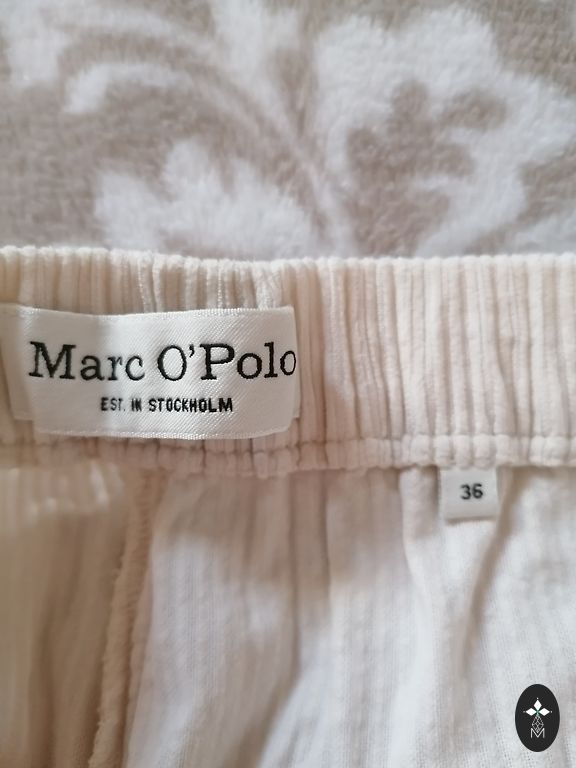 Marc O'Polo
EST. IN STOCKHOLM
36
M